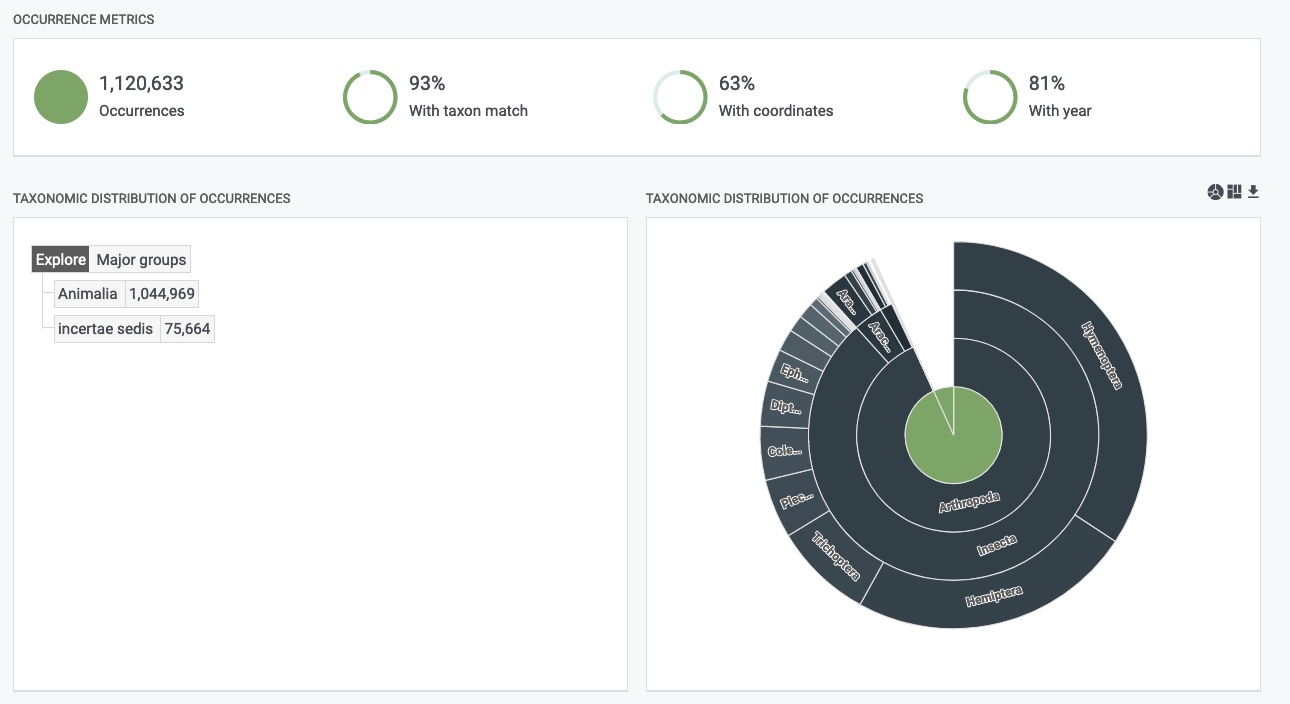 OCCURRENCE METRICS
1,120,633
Occurrences
93%
With taxon match
63%
With coordinates
81%
With year
TAXONOMIC DISTRIBUTION OF OCCURRENCES
Explore Major groups
Animalia 1,044,969
incertae sedis 75,664
TAXONOMIC DISTRIBUTION OF OCCURRENCES
Hymenoptera
Ara...
Arac...
Eph...
Dipt...
Cole...
Plec...
Trichoptera
Arthropoda
Insecta
Hemiptera